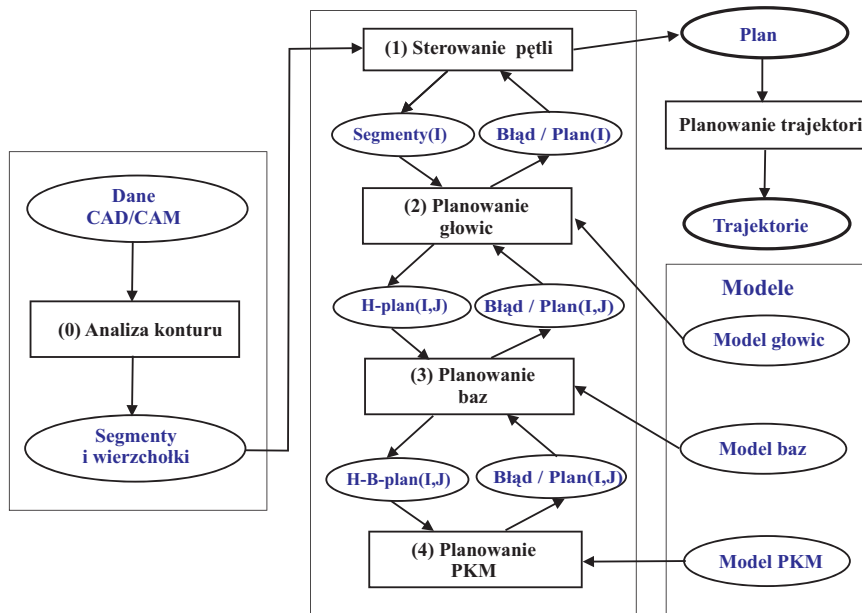 Dane
CAD/CAM
(0) Analiza konturu
Segmenty
i wierzchołki
(1) Sterowanie pętli
Segmenty(I)
Błąd / Plan(I)
(2) Planowanie
głowic
H-plan(I,J)
Błąd / Plan(I,J)
(3) Planowanie
baz
H-B-plan(I,J)
Błąd / Plan(I,J)
(4) Planowanie
PKM
Plan
Planowanie trajektorii
Trajektorie
Modele
Model głowic
Model baz
Model PKM